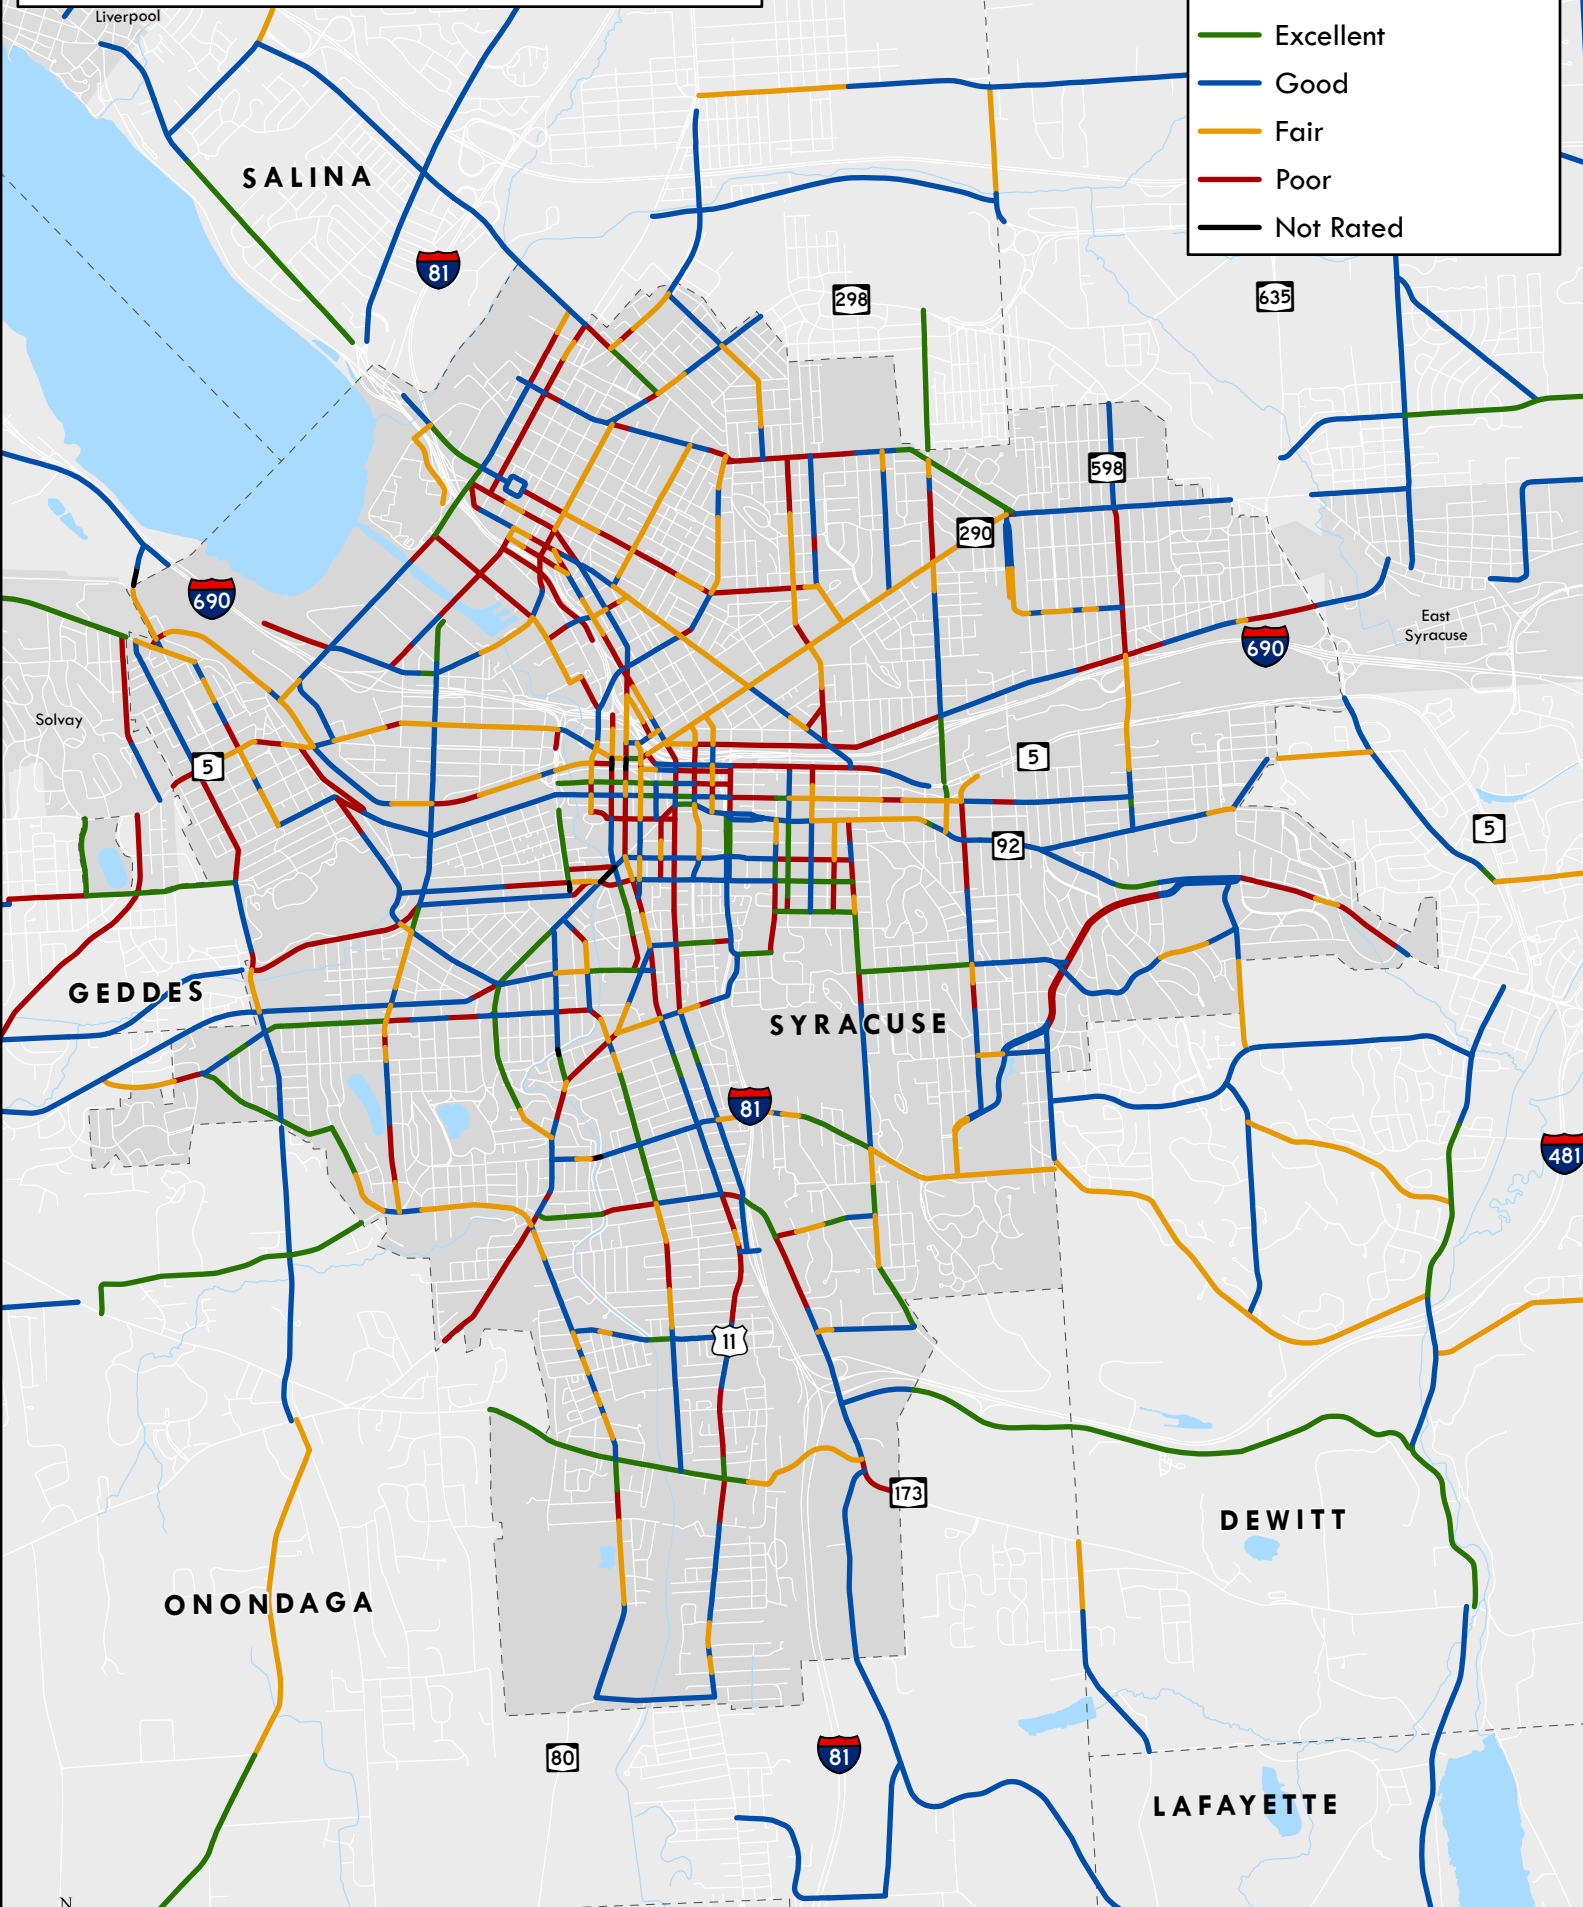 Liverpool
Excellent
Good
Fair
Poor
Not Rated
SALINA
81
298
635
598
290
690
East
Syracuse
690
Solvay
5
5
5
92
GEDDES
SYRACUSE
81
481
11
173
DEWITT
ONONDAGA
80
81
LAFAYETTE
N